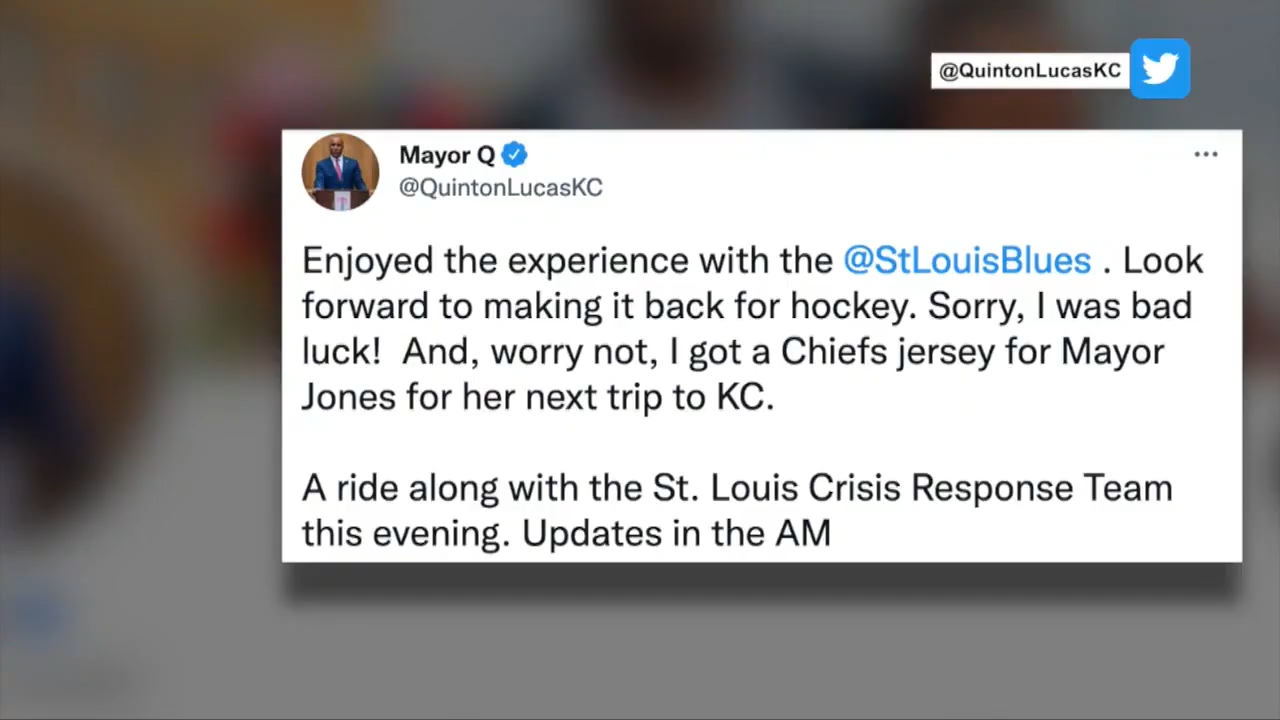 @QuintonLucasKC
Mayor Q
@QuintonLucasKC
Enjoyed the experience with the @StLouisBlues . Look
forward to making it back for hockey. Sorry, I was bad
luck!  And, worry not, I got a Chiefs jersey for Mayor
Jones for her next trip to KC.
A ride along with the St. Louis Crisis Response Team
this evening. Updates in the AM